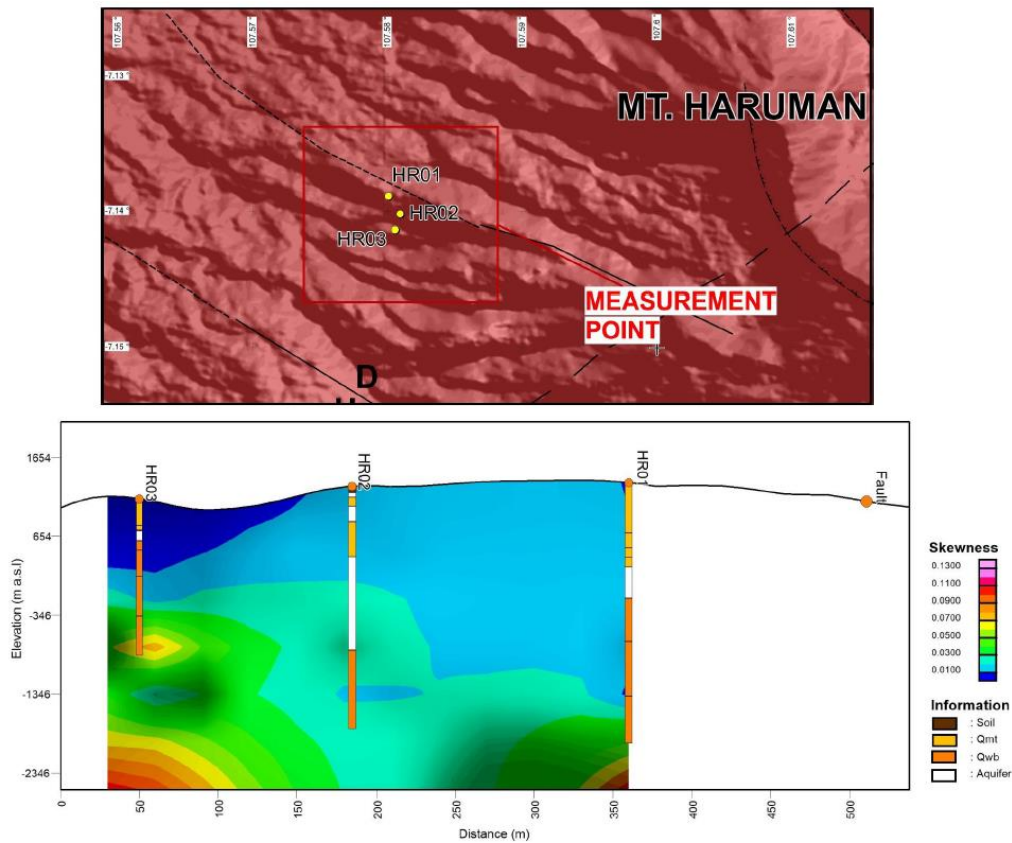 107.56
107.57
107.58
107.59
107.6
107.61
-7.13 °
MT. HARUMAN
HR01
-7.14 °
HR02
HR03
MEASUREMENT
POINT
-7.15 °
D
1654
HR03
HR02
HR01
Fault
654
-346
-1346
-2346
Elevation (m a.s.l)
0
50
100
150
200
250
300
350
400
450
500
Distance (m)
Skewness
0.1300
0.1100
0.0900
0.0700
0.0500
0.0300
0.0100
Information
: Soil
: Qmt
: Qwb
: Aquifer